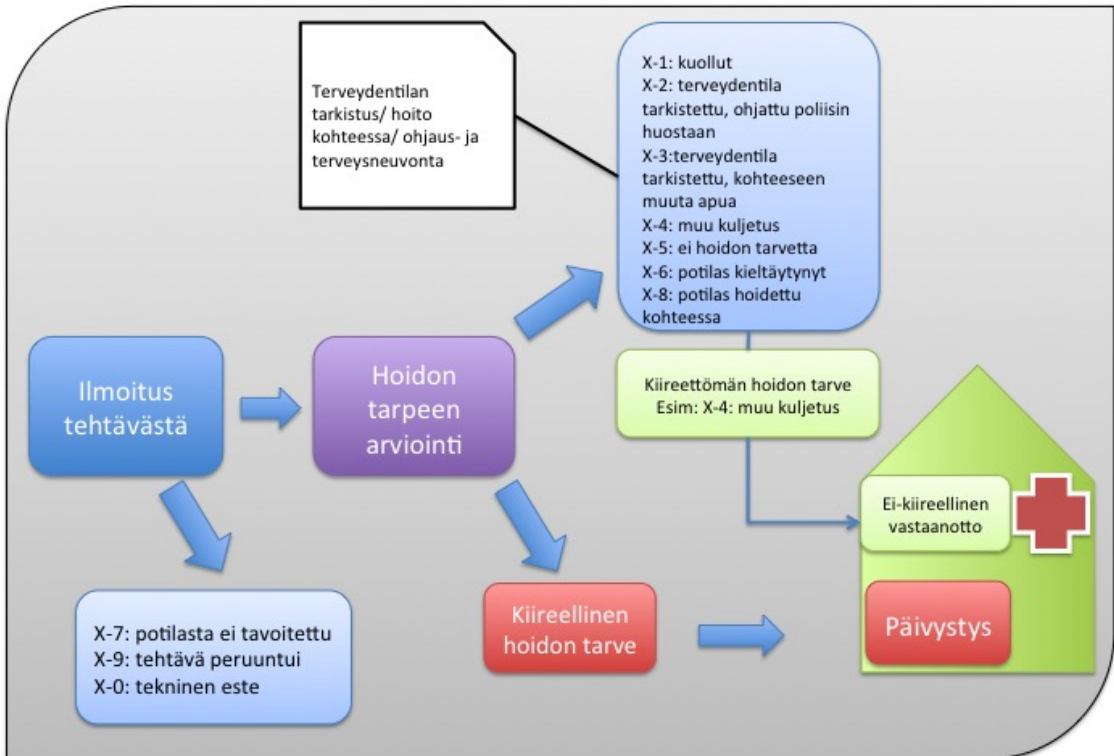 Terveydentilan
tarkistus/ hoito
kohteessa/ ohjaus- ja
terveysneuvonta
X-1: kuollut
X-2: terveydentila
tarkistettu, ohjattu poliisin
huostaan
X-3:terveydentila
tarkistettu, kohteeseen
muuta apua
X-4: muu kuljetus
X-5: ei hoidon tarvetta
X-6: potilas kieltäytynyt
X-8: potilas hoidettu
kohteessa
Ilmoitus
tehtävästä
Hoidon
tarpeen
arviointi
Kiireettömän hoidon tarve
Esim: X-4: muu kuljetus
Ei-kiireellinen
vastaanotto
X-7: potilasta ei tavoitettu
X-9: tehtävä peruuntui
X-0: tekninen este
Kiireellinen
hoidon tarve
Päivystys